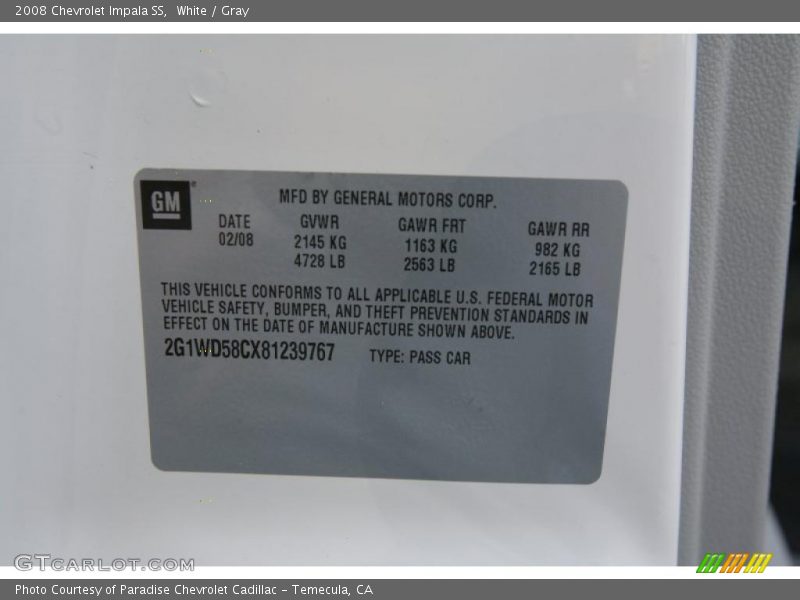 2008 Chevrolet Impala SS, White / Gray
GM
MFD BY GENERAL MOTORS CORP.
DATE GVWR GAWR FRT GAWR RR
02/08 2145 KG 1163 KG 982 KG
4728 LB 2563 LB 2165 LB
THIS VEHICLE CONFORMS TO ALL APPLICABLE U.S. FEDERAL MOTOR
VEHICLE SAFETY, BUMPER, AND THEFT PREVENTION STANDARDS IN
EFFECT ON THE DATE OF MANUFACTURE SHOWN ABOVE.
2G1WD58CX81239767 TYPE: PASS CAR
GTCARLOT.COM
Photo Courtesy of Paradise Chevrolet Cadillac - Temecula, CA